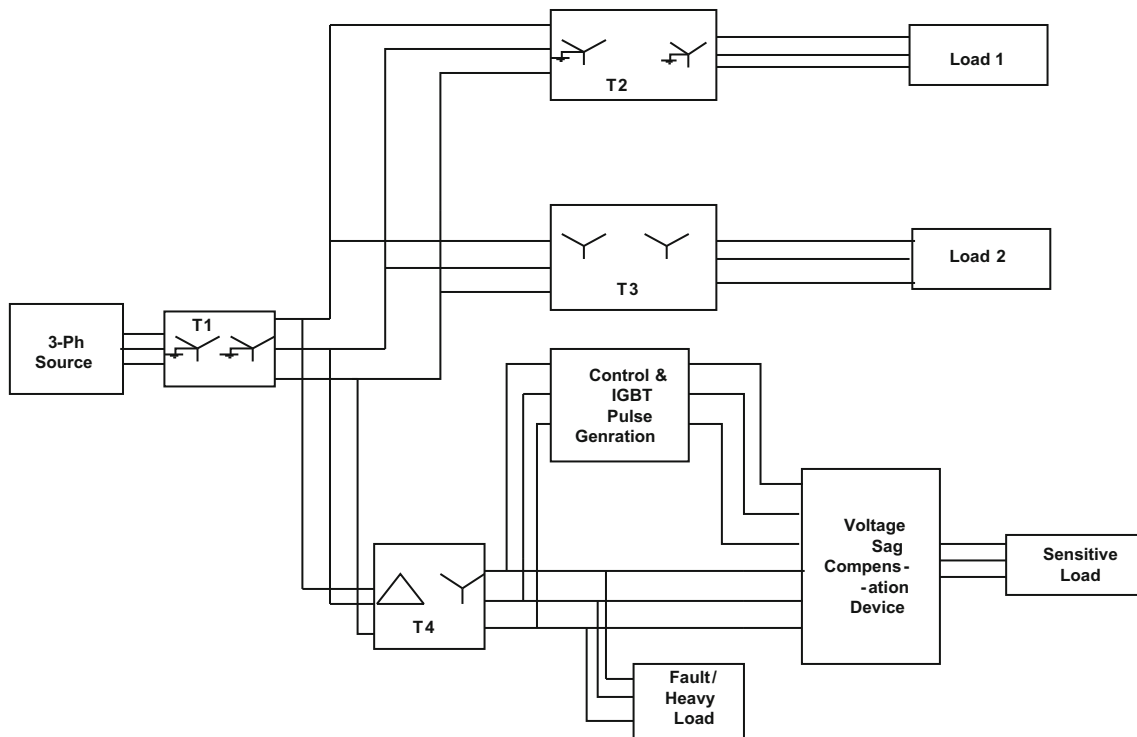 T2
Load 1
T3
Load 2
3-Ph
Source
T1
Control &
IGBT
Pulse
Genration
Voltage
Sag
Compens-
-ation
Device
Sensitive
Load
T4
Fault/
Heavy
Load